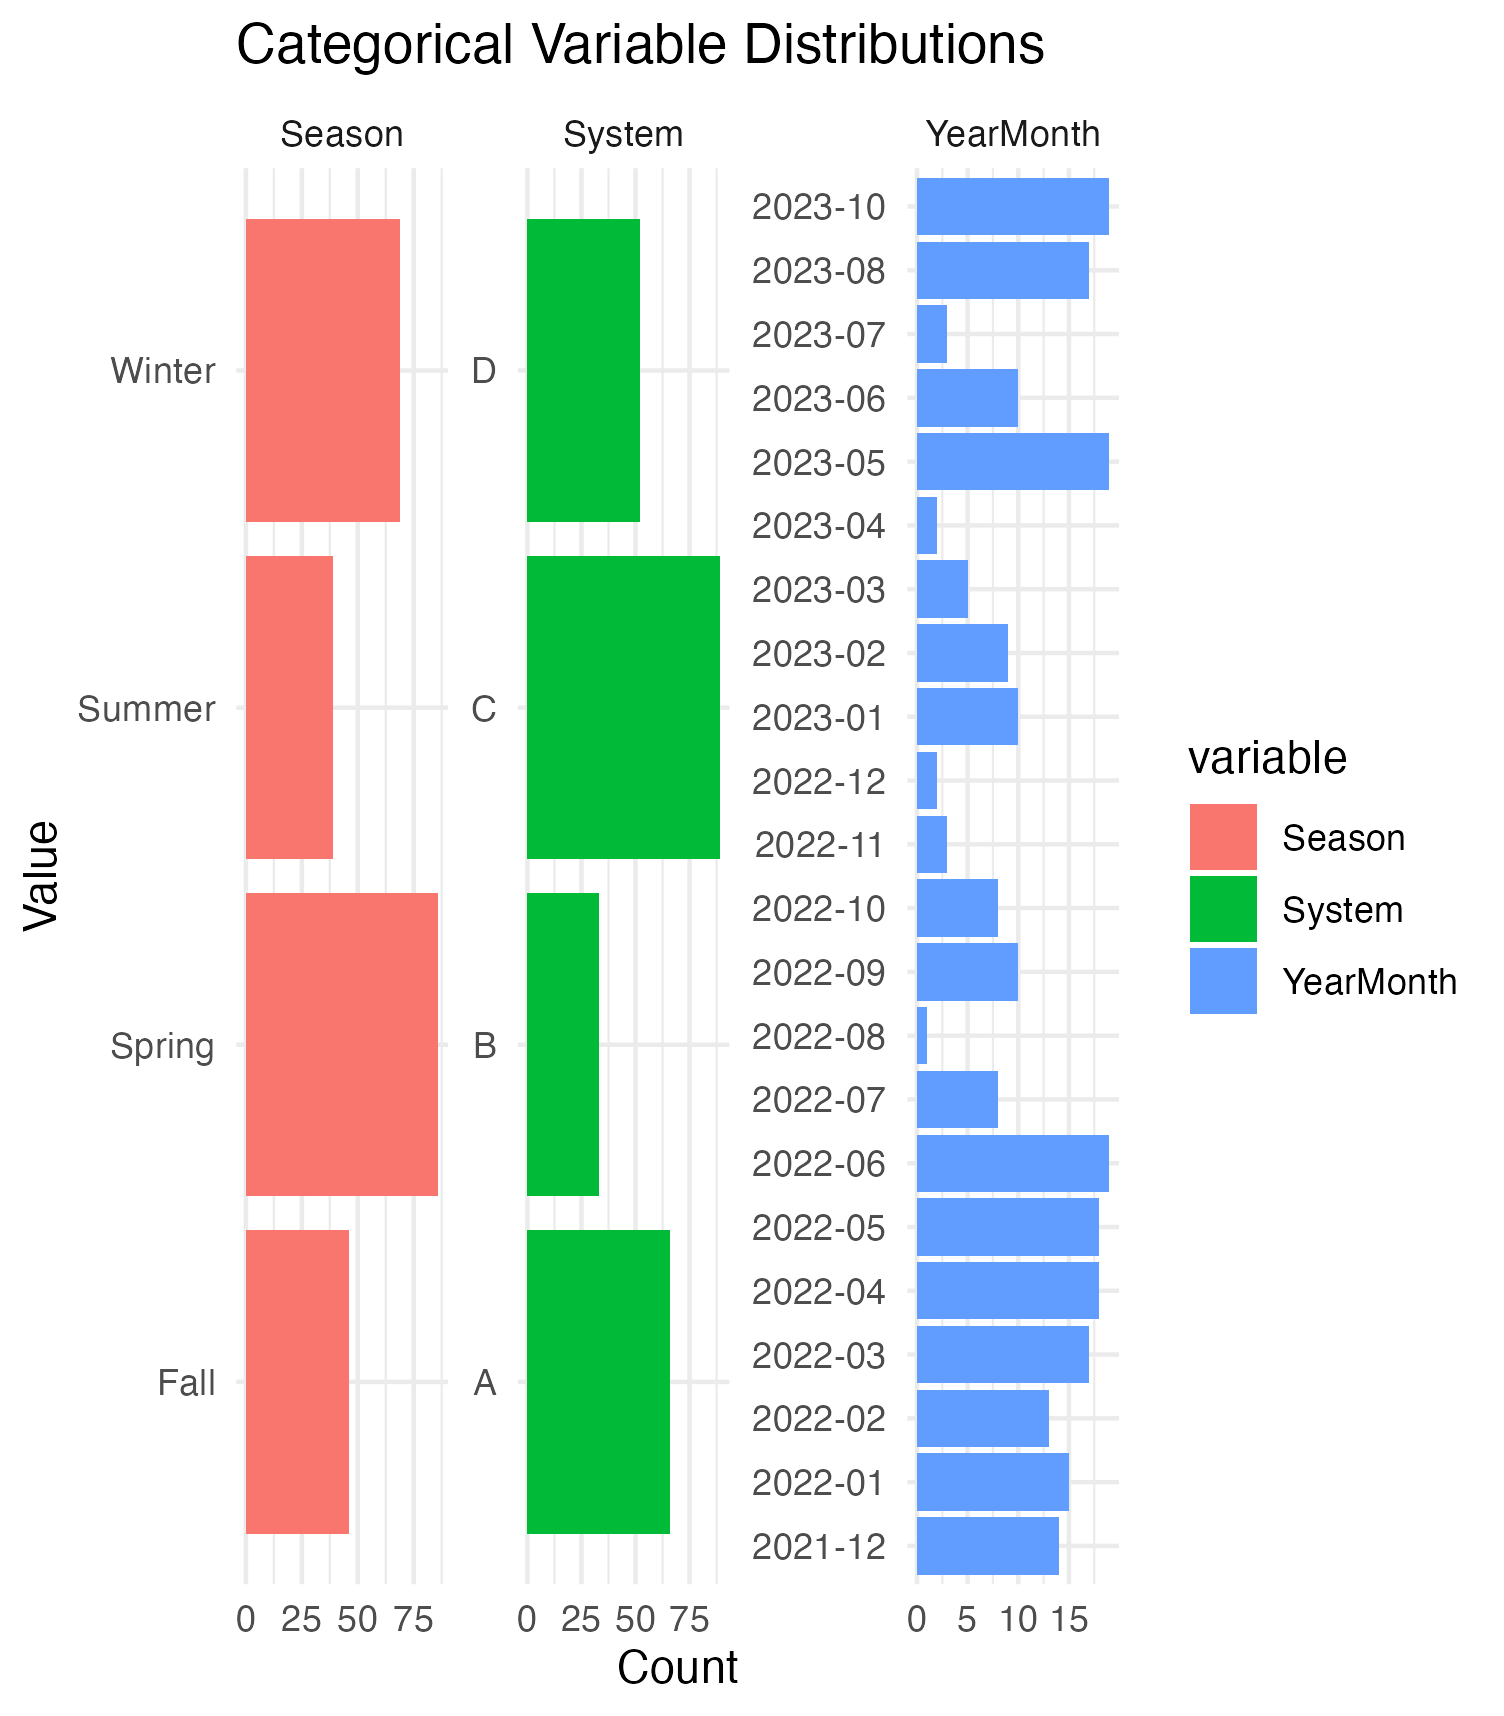 Categorical Variable Distributions
Season
System
YearMonth
Value
Winter
Summer
Spring
Fall
D
C
B
A
2023-10
2023-08
2023-07
2023-06
2023-05
2023-04
2023-03
2023-02
2023-01
2022-12
2022-11
2022-10
2022-09
2022-08
2022-07
2022-06
2022-05
2022-04
2022-03
2022-02
2022-01
2021-12
0 25 50 75
0 25 50 75
0 5 10 15
Count
variable
Season
System
YearMonth